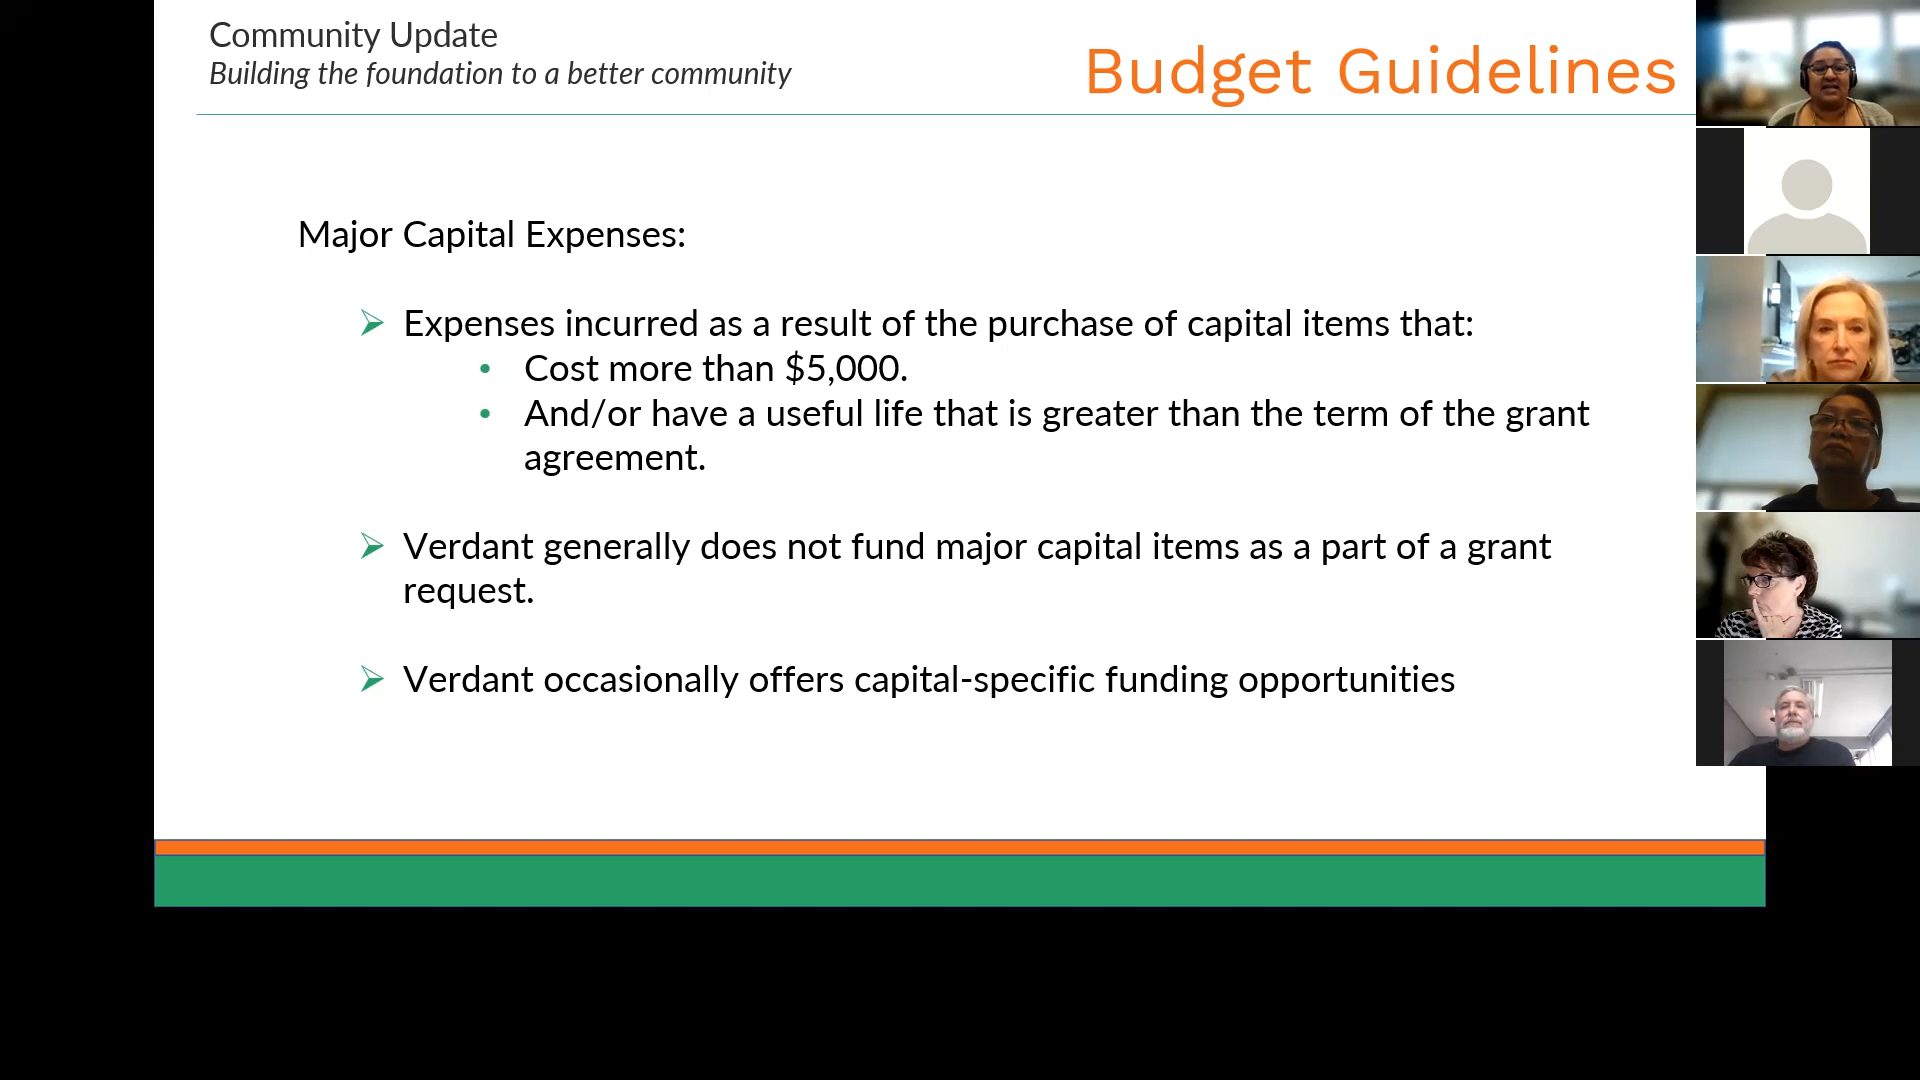 Community Update
Building the foundation to a better community
Budget Guidelines
Major Capital Expenses:
Expenses incurred as a result of the purchase of capital items that:
Cost more than $5,000.
And/or have a useful life that is greater than the term of the grant
agreement.
Verdant generally does not fund major capital items as a part of a grant
request.
Verdant occasionally offers capital-specific funding opportunities